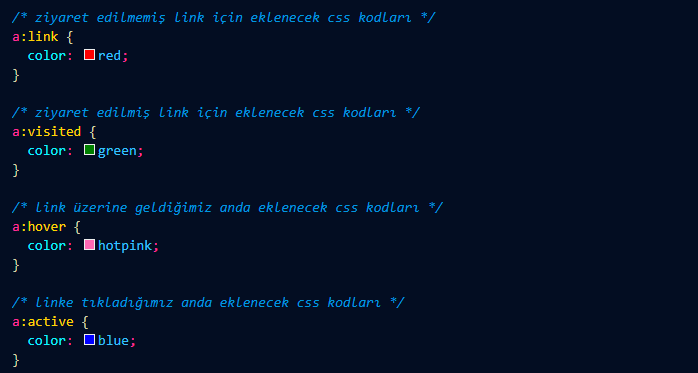 /* ziyaret edilmemiş link için eklenecek css kodları */
a:link {
color: red;
}
/* ziyaret edilmiş link için eklenecek css kodları */
a:visited {
color: green;
}
/* link üzerine geldiğimiz anda eklenecek css kodları */
a:hover {
color: hotpink;
}
/* linke tıkladığımız anda eklenecek css kodları */
a:active {
color: blue;
}